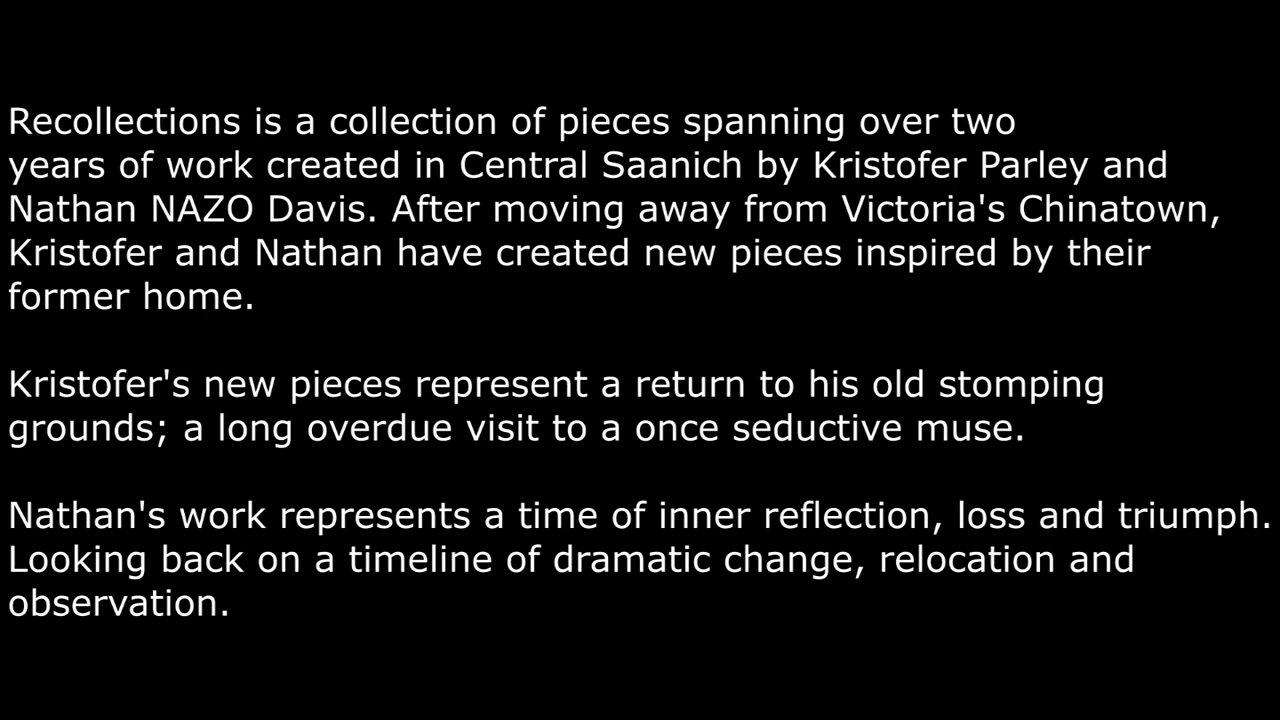 Recollections is a collection of pieces spanning over two
years of work created in Central Saanich by Kristofer Parley and
Nathan NAZO Davis. After moving away from Victoria's Chinatown,
Kristofer and Nathan have created new pieces inspired by their
former home.
Kristofer's new pieces represent a return to his old stomping
grounds; a long overdue visit to a once seductive muse.
Nathan's work represents a time of inner reflection, loss and triumph.
Looking back on a timeline of dramatic change, relocation and
observation.